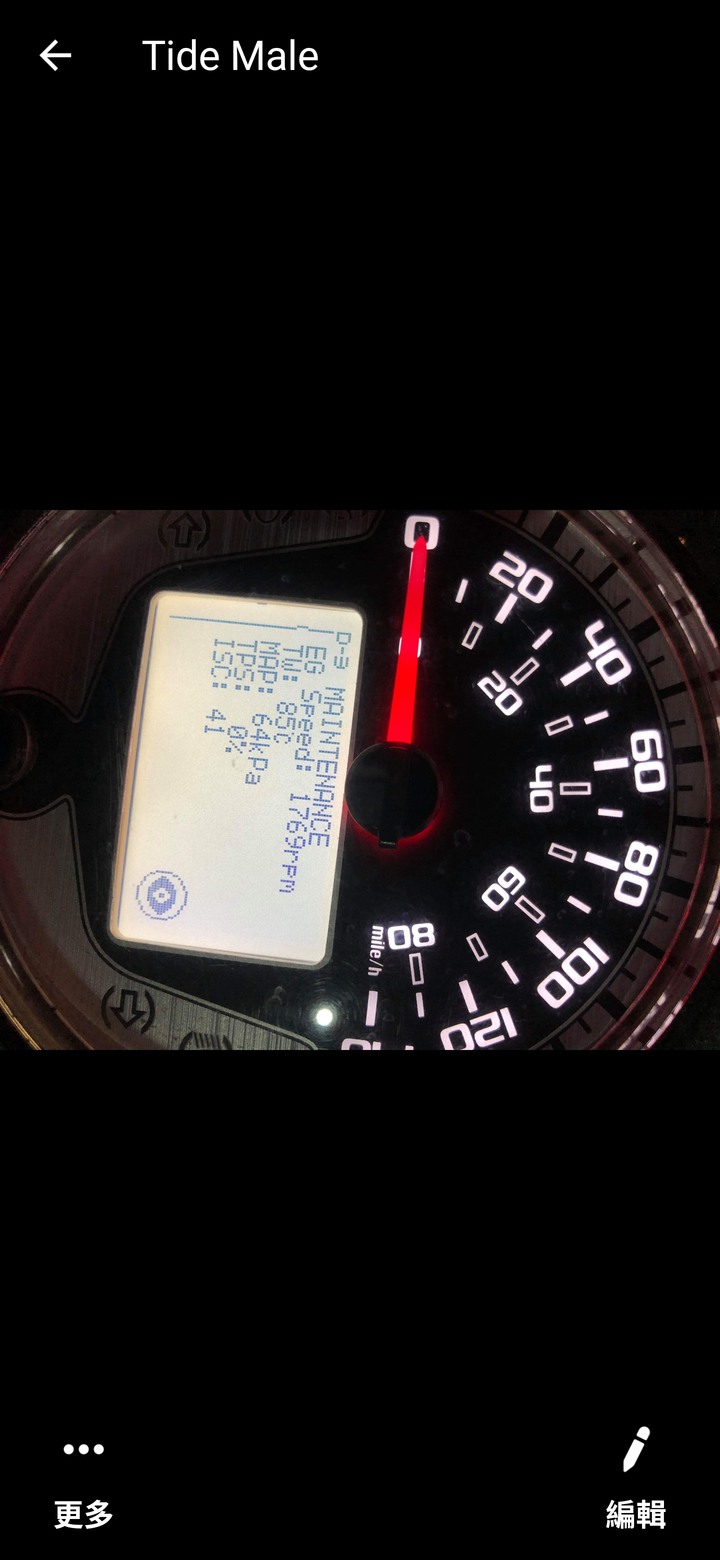 Tide Male
0
20
40
60
80
100
120
20
40
60
80
mile/h
P-3 MAINTENANCE
EG Speed: 1769rpm
Tw: 85C
MAP: 64kPa
TPS: 0%
ISC: 41
更多
編輯